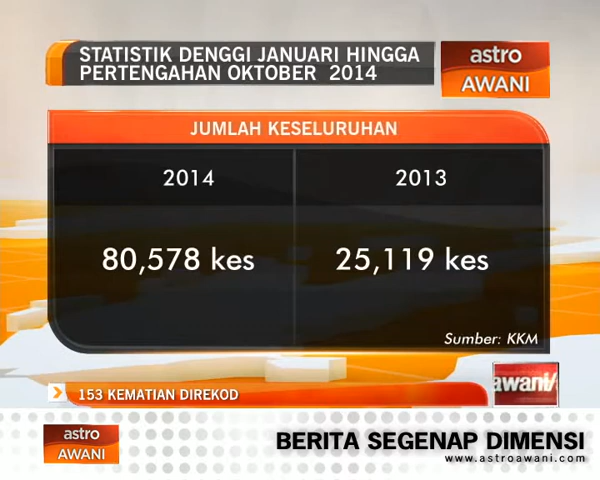 STATISTIK DENGGI JANUARI HINGGA
PERTENGAHAN OKTOBER 2014
astro
AWANI
JUMLAH KESELURUHAN
2014 2013
80,578 kes 25,119 kes
Sumber: KKM
153 KEMATIAN DIREKOD
awani/
astro
AWANI
BERITA SEGENAP DIMENSI
www.astroawani.com